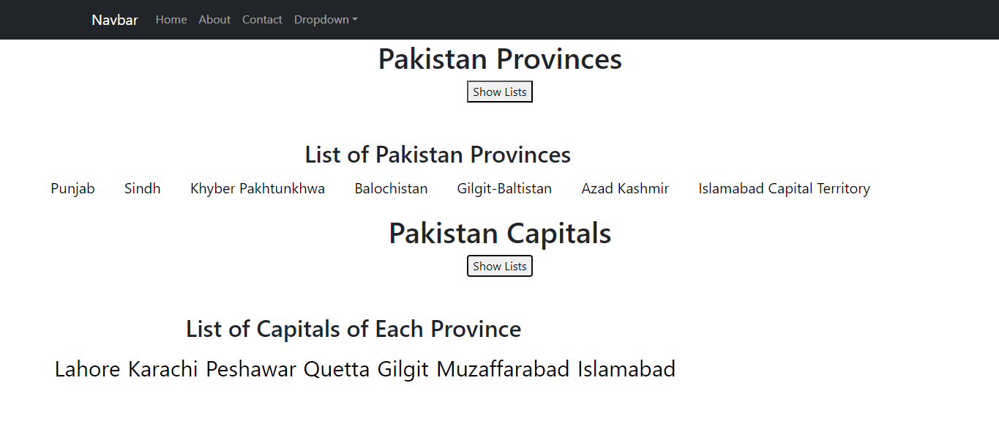 Navbar Home About Contact Dropdown
Pakistan Provinces
Show Lists
List of Pakistan Provinces
Punjab Sindh Khyber Pakhtunkhwa Balochistan Gilgit-Baltistan Azad Kashmir Islamabad Capital Territory
Pakistan Capitals
Show Lists
List of Capitals of Each Province
Lahore Karachi Peshawar Quetta Gilgit Muzaffarabad Islamabad